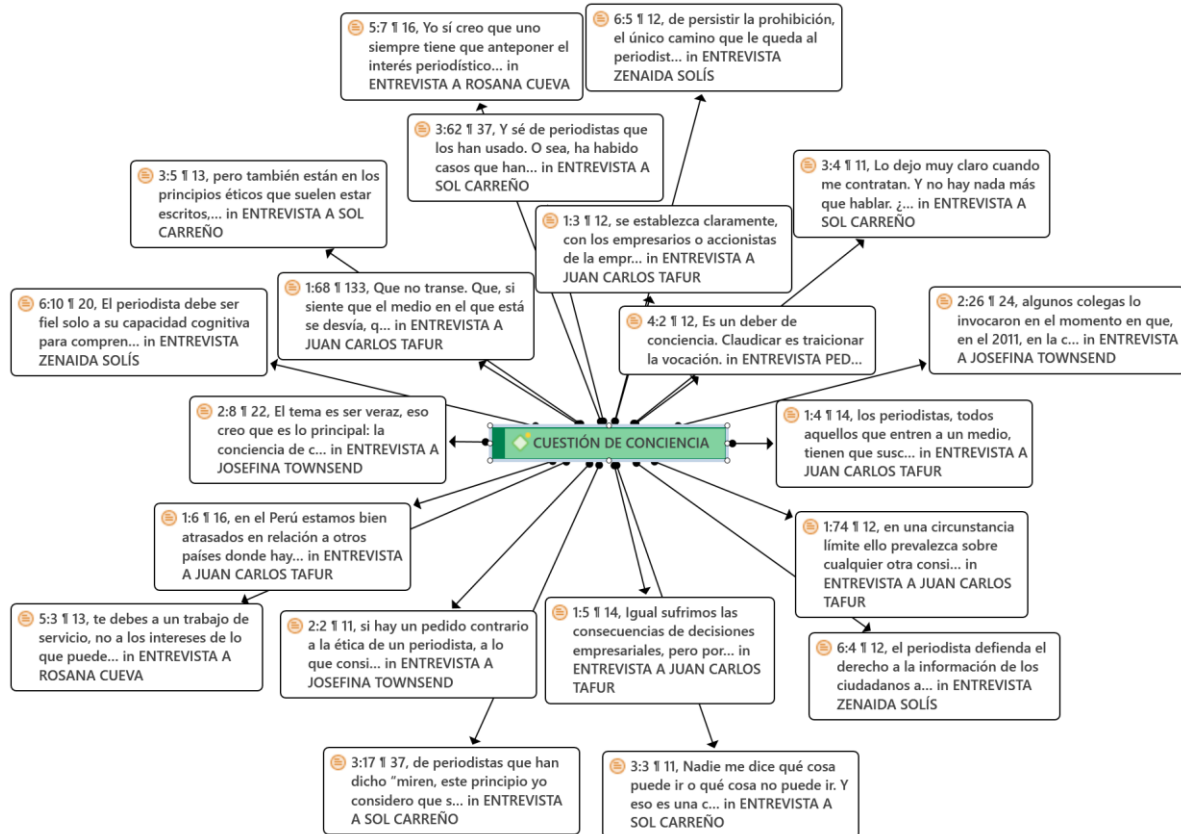 5:7 ¶ 16, Yo sí creo que uno
siempre tiene que anteponer el
interés periodístico... in
ENTREVISTA A ROSANA CUEVA
6:5 ¶ 12, de persistir la prohibición,
el único camino que le queda al
periodist... in ENTREVISTA
ZENAIDA SOLÍS
3:62 ¶ 37, Y sé de periodistas que
los han usado. O sea, ha habido
casos que han... in ENTREVISTA A
SOL CARREÑO
3:5 ¶ 13, pero también están en los
principios éticos que suelen estar
escritos,... in ENTREVISTA A SOL
CARREÑO
3:4 ¶ 11, Lo dejo muy claro cuando
me contratan. Y no hay nada más
que hablar. ¿... in ENTREVISTA A
SOL CARREÑO
1:3 ¶ 12, se establezca claramente,
con los empresarios o accionistas
de la empr... in ENTREVISTA A
JUAN CARLOS TAFUR
1:68 ¶ 133, Que no transe. Que, si
siente que el medio en el que está
se desvía, q... in ENTREVISTA A
JUAN CARLOS TAFUR
6:10 ¶ 20, El periodista debe ser
fiel solo a su capacidad cognitiva
para compren... in ENTREVISTA
ZENAIDA SOLÍS
4:2 ¶ 12, Es un deber de
conciencia. Claudicar es traicionar
la vocación. in ENTREVISTA PED...
2:26 ¶ 24, algunos colegas lo
invocaron en el momento en que,
en el 2011, en la c... in ENTREVISTA
A JOSEFINA TOWNSEND
2:8 ¶ 22, El tema es ser veraz, eso
creo que es lo principal: la
conciencia de c... in ENTREVISTA A
JOSEFINA TOWNSEND
CUESTIÓN DE CONCIENCIA
1:4 ¶ 14, los periodistas, todos
aquellos que entren a un medio,
tienen que susc... in ENTREVISTA A
JUAN CARLOS TAFUR
1:6 ¶ 16, en el Perú estamos bien
atrasados en relación a otros
países donde hay... in ENTREVISTA
A JUAN CARLOS TAFUR
1:74 ¶ 12, en una circunstancia
límite ello prevalezca sobre
cualquier otra consi... in
ENTREVISTA A JUAN CARLOS
TAFUR
5:3 ¶ 13, te debes a un trabajo de
servicio, no a los intereses de lo
que puede... in ENTREVISTA A
ROSANA CUEVA
2:2 ¶ 11, si hay un pedido contrario
a la ética de un periodista, a lo
que consi... in ENTREVISTA A
JOSEFINA TOWNSEND
1:5 ¶ 14, Igual sufrimos las
consecuencias de decisiones
empresariales, pero por... in
ENTREVISTA A JUAN CARLOS
TAFUR
6:4 ¶ 12, el periodista defienda el
derecho a la información de los
ciudadanos a... in ENTREVISTA
ZENAIDA SOLÍS
3:17 ¶ 37, de periodistas que han
dicho “miren, este principio yo
considero que s... in ENTREVISTA
A SOL CARREÑO
3:3 ¶ 11, Nadie me dice qué cosa
puede ir o qué cosa no puede ir. Y
eso es una c... in ENTREVISTA A
SOL CARREÑO